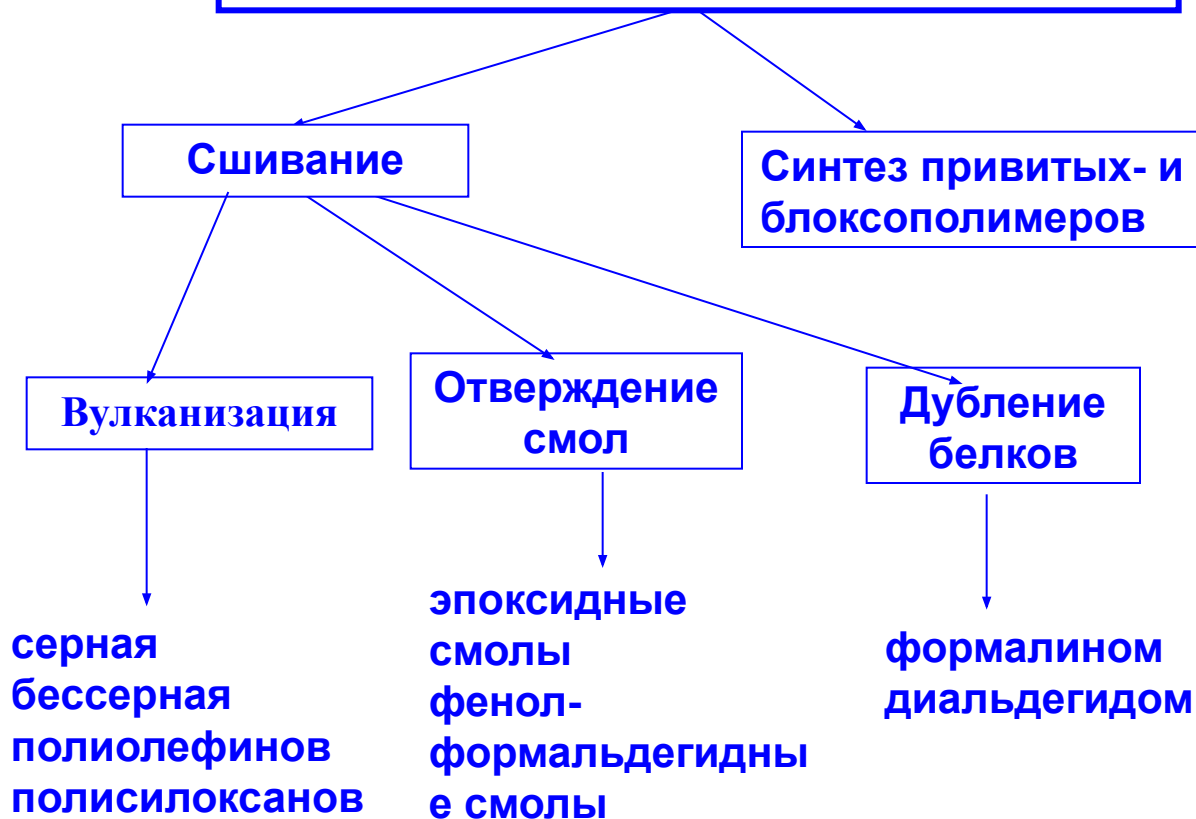 Сшивание
Синтез привитых- и
блоксополимеров
Вулканизация
Отверждение
смол
Дубление
белков
серная
бессерная
полиолефинов
полисилоксанов
эпоксидные
смолы
фенол-
формальдегидны
е смолы
формалином
диальдегидом